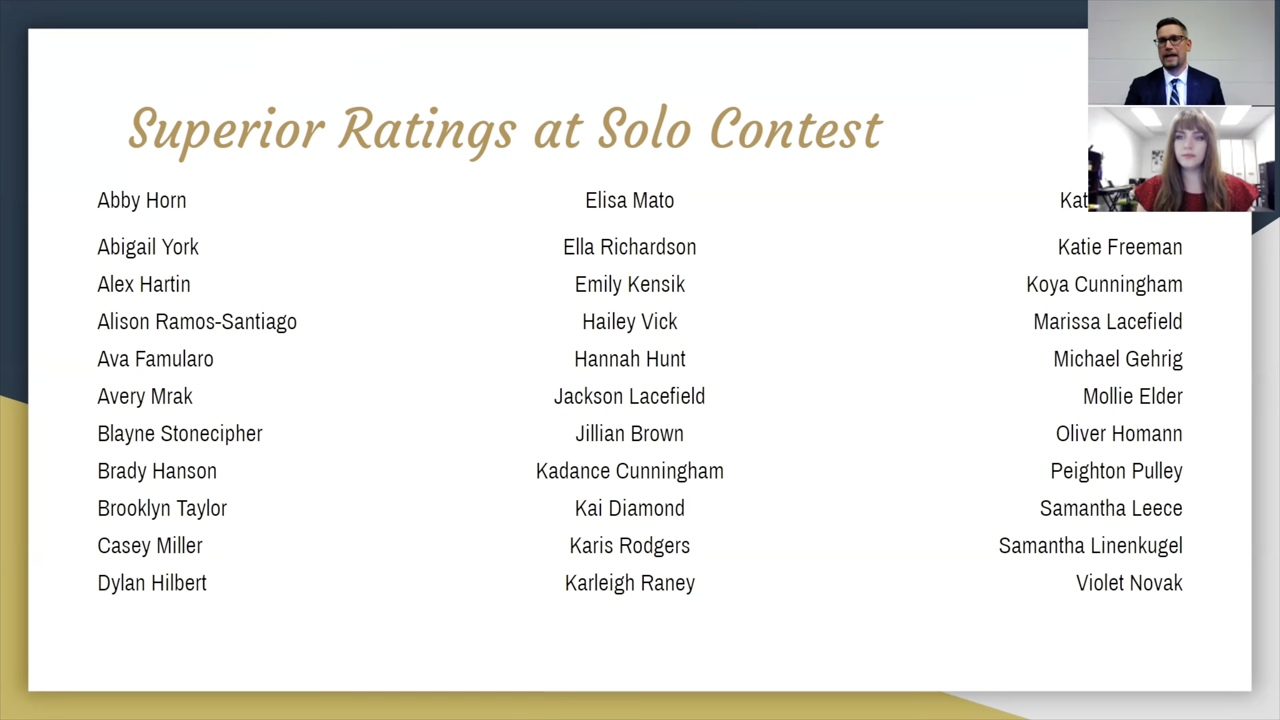 Superior Ratings at Solo Contest
Abby Horn
Abigail York
Alex Hartin
Alison Ramos-Santiago
Ava Famularo
Avery Mrak
Blayne Stonecipher
Brady Hanson
Brooklyn Taylor
Casey Miller
Dylan Hilbert
Elisa Mato
Ella Richardson
Emily Kensik
Hailey Vick
Hannah Hunt
Jackson Lacefield
Jillian Brown
Kadance Cunningham
Kai Diamond
Karis Rodgers
Karleigh Raney
Katie Freeman
Koya Cunningham
Marissa Lacefield
Michael Gehrig
Mollie Elder
Oliver Homann
Peighton Pulley
Samantha Leece
Samantha Linenkugel
Violet Novak